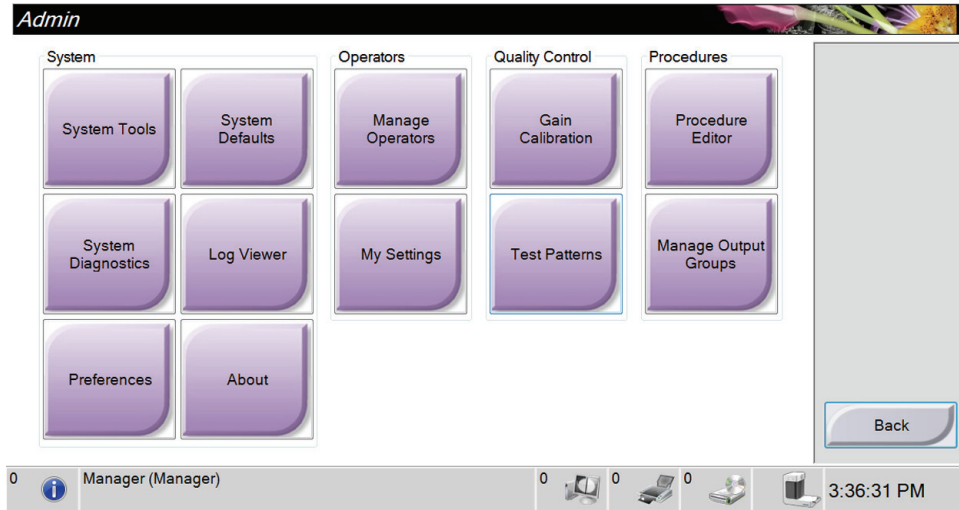 Admin
System
Operators
Quality Control
Procedures
System Tools
System
Defaults
Manage
Operators
Gain
Calibration
Procedure
Editor
System
Diagnostics
Log Viewer
My Settings
Test Patterns
Manage Output
Groups
Preferences
About
Back
0
Manager (Manager)
0
0
0
3:36:31 PM